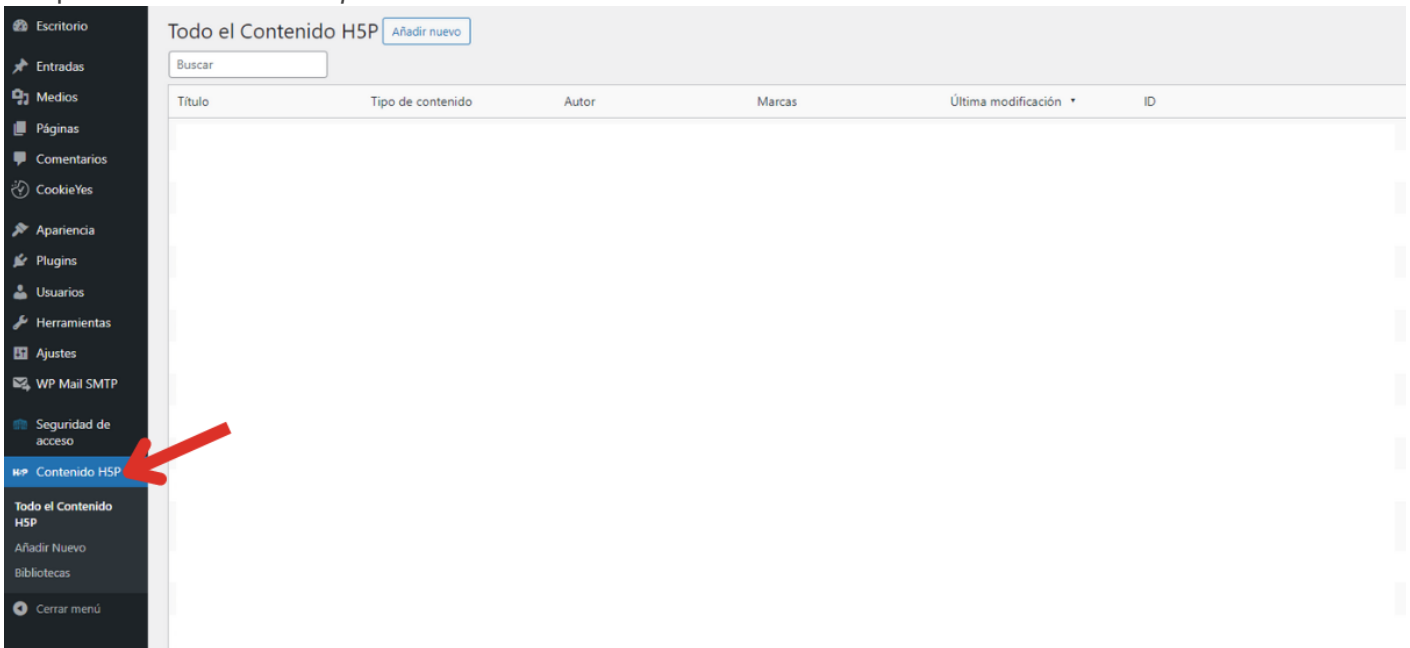 Escritorio
Entradas
Medios
Páginas
Comentarios
CookieYes
Apariencia
Plugins
Usuarios
Herramientas
Ajustes
WP Mail SMTP
Seguridad de
acceso
H5P Contenido H5P
Todo el Contenido
H5P
Añadir Nuevo
Bibliotecas
Cerrar menú
Todo el Contenido H5P Añadir nuevo
Buscar
Título Tipo de contenido Autor Marcas Última modificación ID